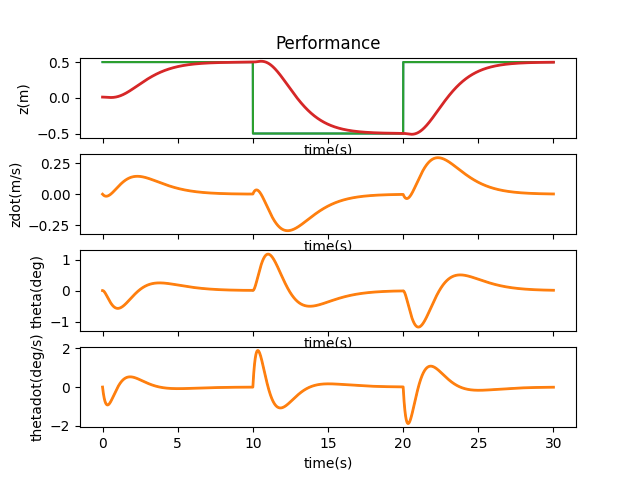 Performance
0.5
0.0
−0.5
z(m)
time(s)
0.25
0.00
−0.25
zdot(m/s)
time(s)
1
0
−1
theta(deg)
time(s)
2
0
−2
thetadot(deg/s)
0 5 10 15 20 25 30
time(s)